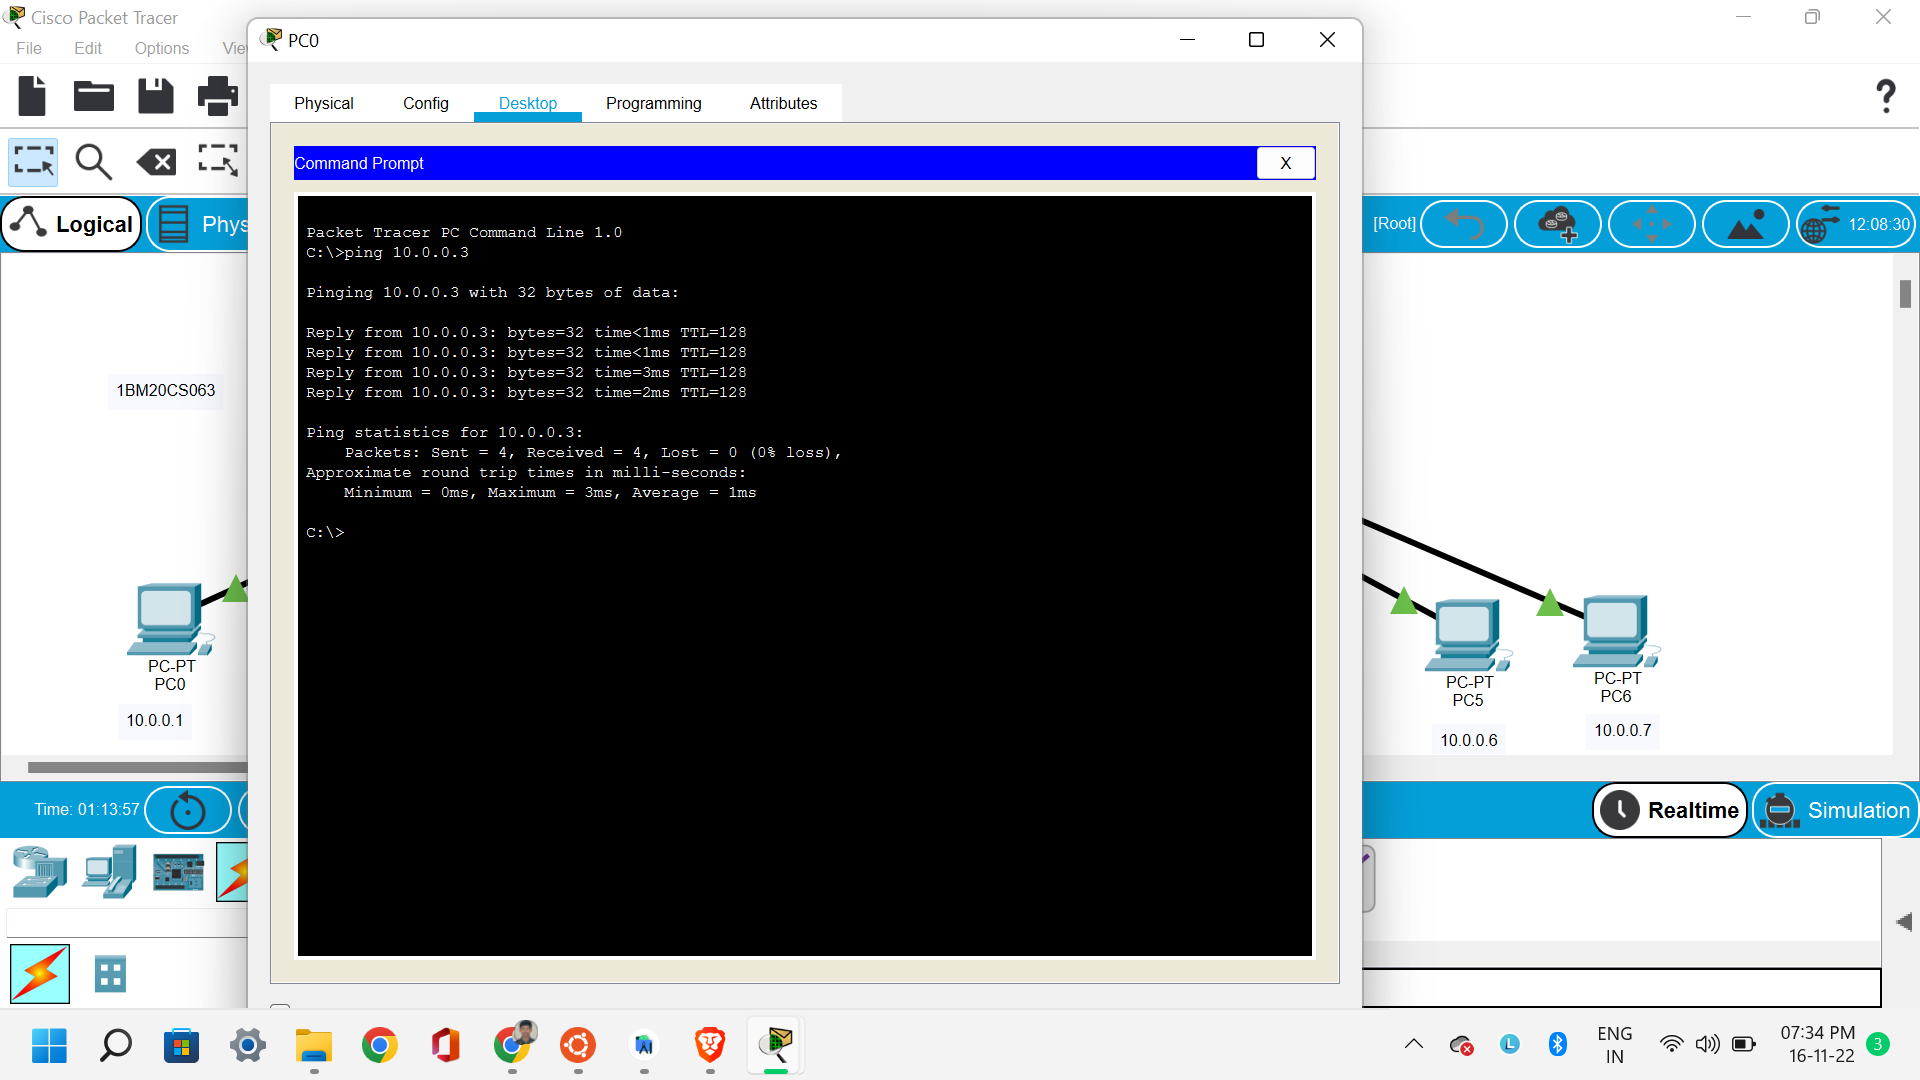 Cisco Packet Tracer
File Edit Options
PC0
Physical Config Desktop Programming Attributes
Command Prompt
X
Logical
[Root]
12:08:30
Packet Tracer PC Command Line 1.0
C:\>ping 10.0.0.3
Pinging 10.0.0.3 with 32 bytes of data:
Reply from 10.0.0.3: bytes=32 time<1ms TTL=128
Reply from 10.0.0.3: bytes=32 time<1ms TTL=128
Reply from 10.0.0.3: bytes=32 time=3ms TTL=128
Reply from 10.0.0.3: bytes=32 time=2ms TTL=128
Ping statistics for 10.0.0.3:
Packets: Sent = 4, Received = 4, Lost = 0 (0% loss),
Approximate round trip times in milli-seconds:
Minimum = 0ms, Maximum = 3ms, Average = 1ms
C:\>
1BM20CS063
PC-PT
PC0
10.0.0.1
PC-PT
PC5
10.0.0.6
PC-PT
PC6
10.0.0.7
Time: 01:13:57
Realtime
Simulation
ENG
IN
07:34 PM
16-11-22
3